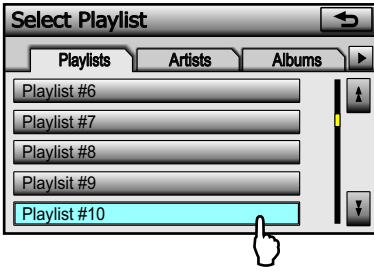 Select Playlist
Playlists Artists Albums
Playlist #6
Playlist #7
Playlist #8
Playlsit #9
Playlist #10